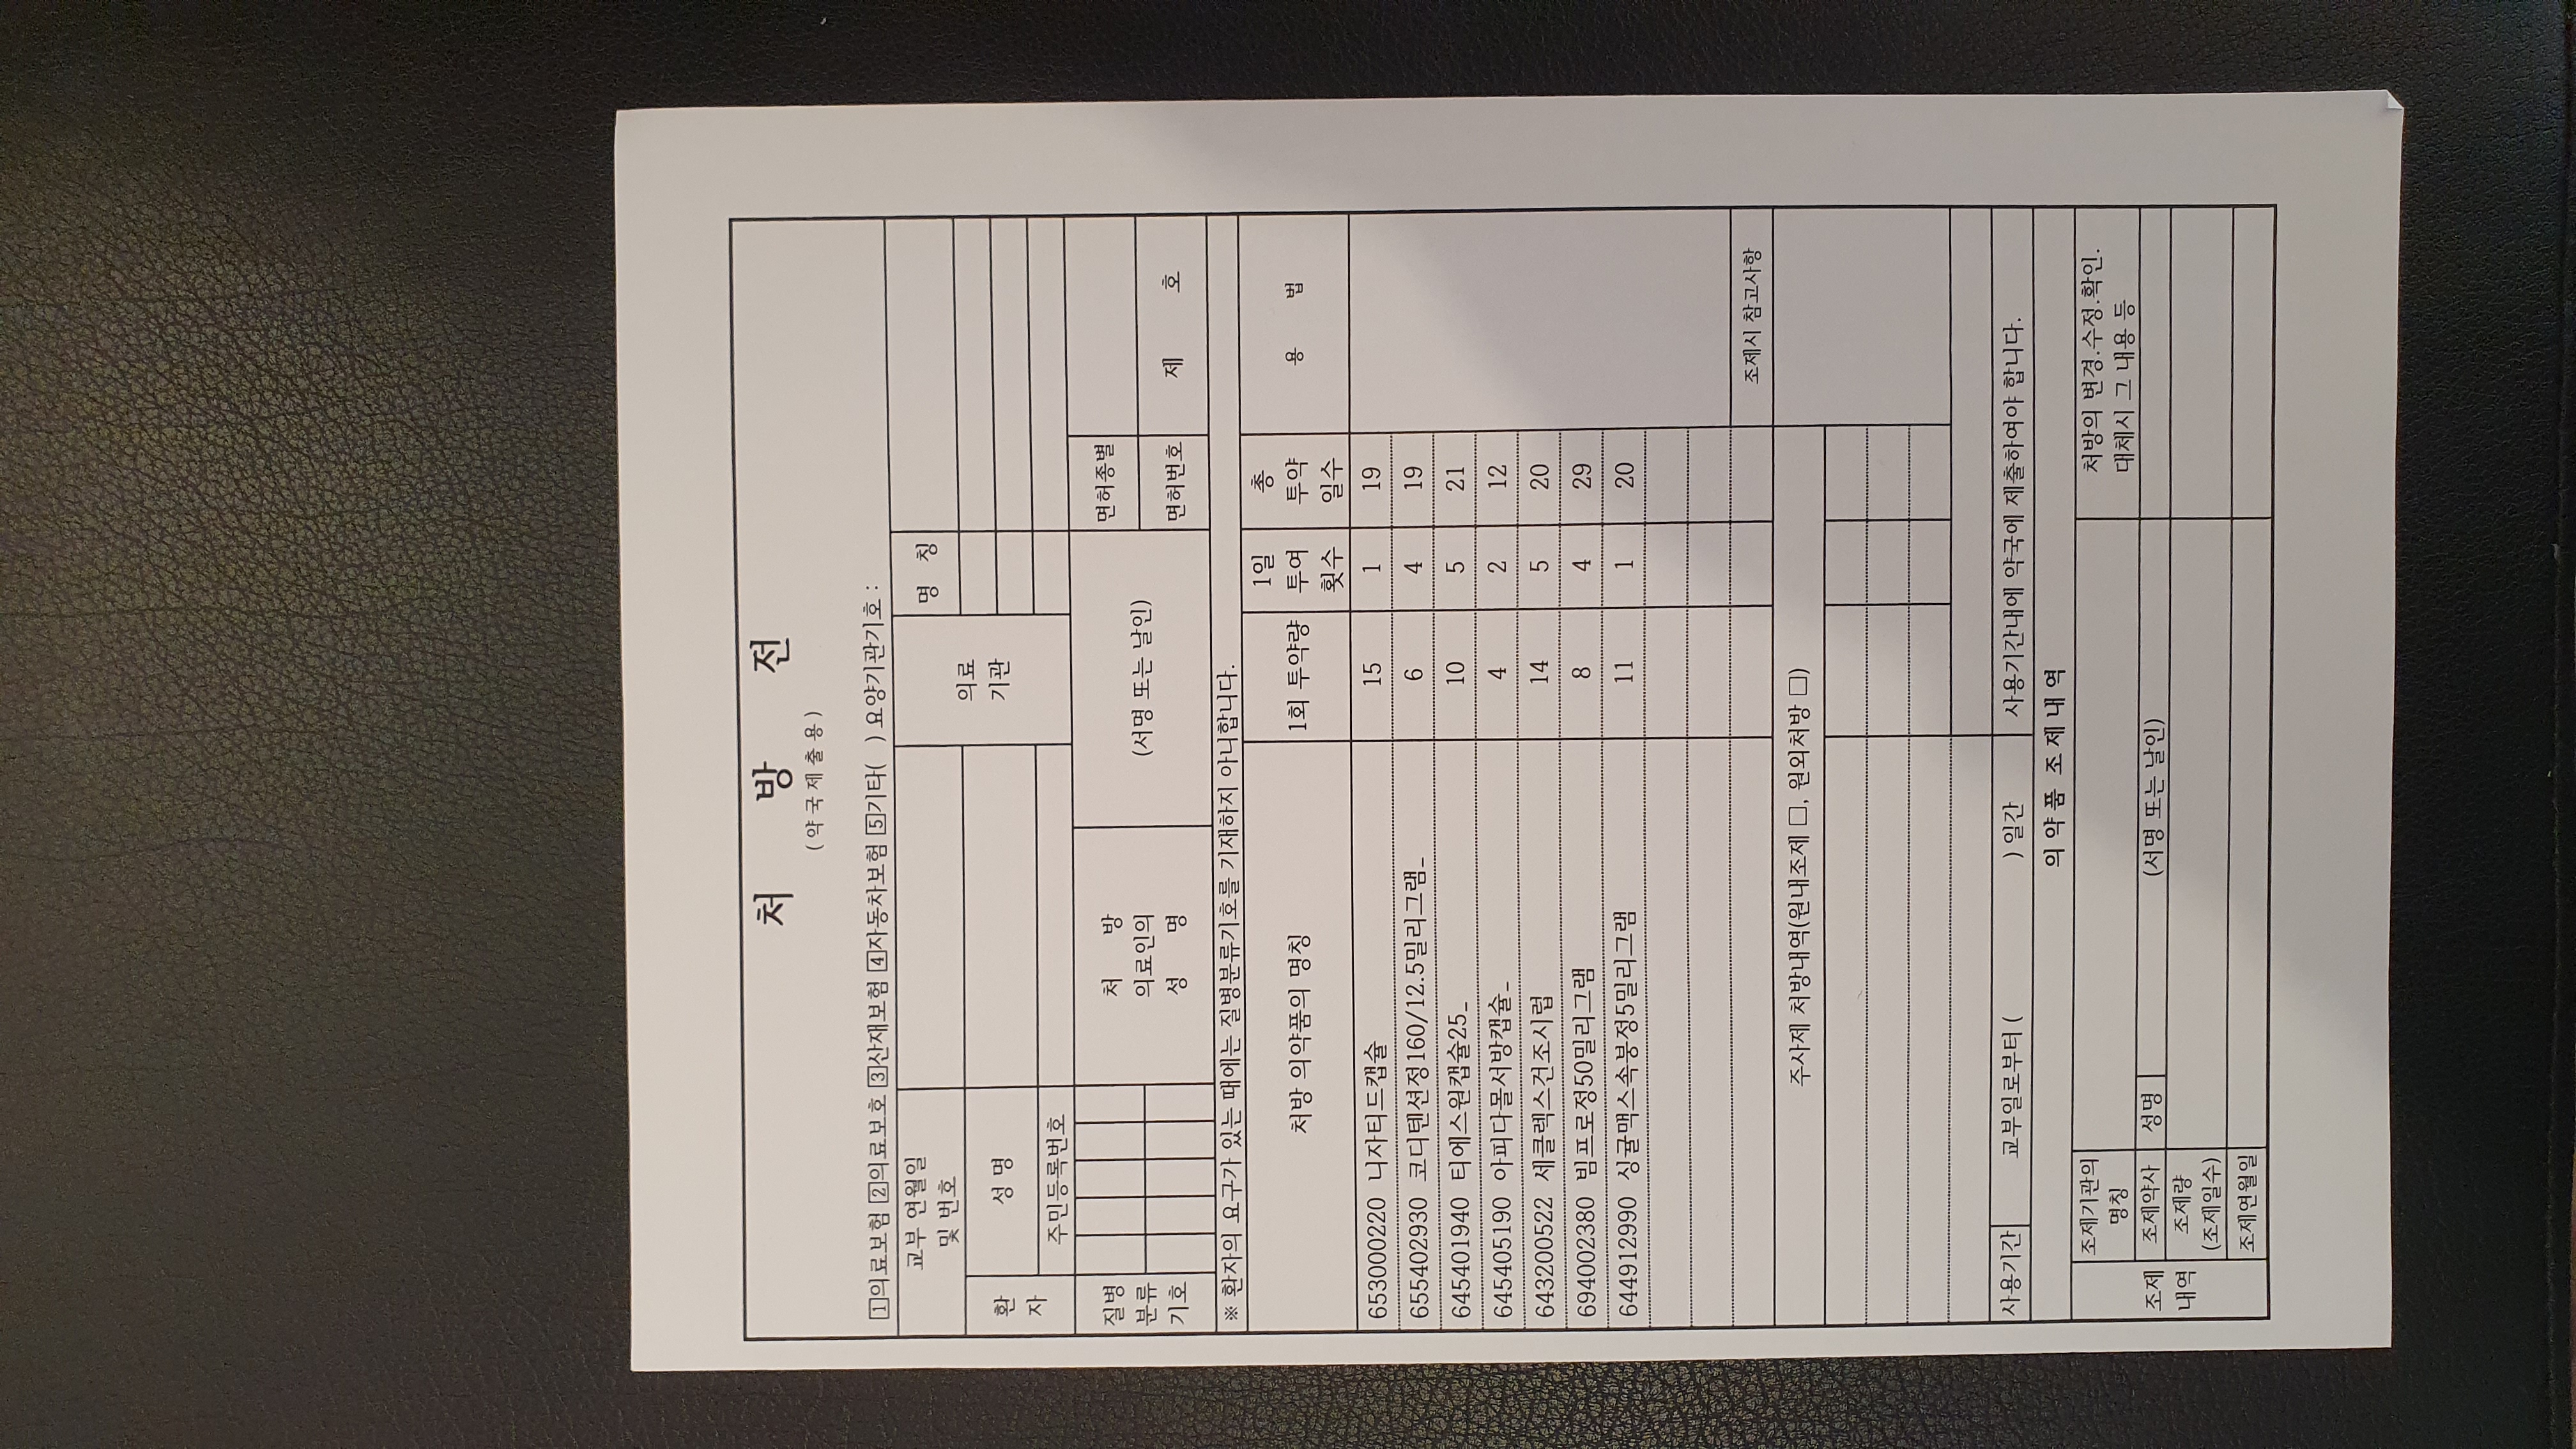 처 방 전
(약국제출용)
1의료보험 2의료보호 3산재보험 4자동차보험 5기타( ) 요양기관기호 :
교부 연월일
및 번호
의료
기관
명 칭
환
자
성 명
주민등록번호
질병
분류
기호
처 방
의료인의
성 명
(서명 또는 날인)
면허종별
면허번호
제 호
※ 환자의 요구가 있는 때에는 질병분류기호를 기재하지 아니합니다.
처방 의약품의 명칭
1회 투약량
1일
투여
횟수
총
투약
일수
용 법
653000220 니자티드캡슐 15 1 19
655402930 코디텐션정160/12.5밀리그램_ 6 4 19
645401940 티에스원캡슐25_ 10 5 21
645405190 아피다몰서방캡슐_ 4 2 12
643200522 세클렉스건조시럽 14 5 20
694002380 빔프로정50밀리그램 8 4 29
644912990 싱귤맥스속붕정5밀리그램 11 1 20
조제시 참고사항
주사제 처방내역(원내조제 □, 원외처방 □)
사용기간 교부일로부터 ( ) 일간 사용기간내에 약국에 제출하여야 합니다.
의약품 조제내역
조제
내역
조제기관의
명칭
처방의 변경.수정.확인.
대체시 그 내용 등
조제약사 성명 (서명 또는 날인)
조제량
(조제일수)
조제연월일